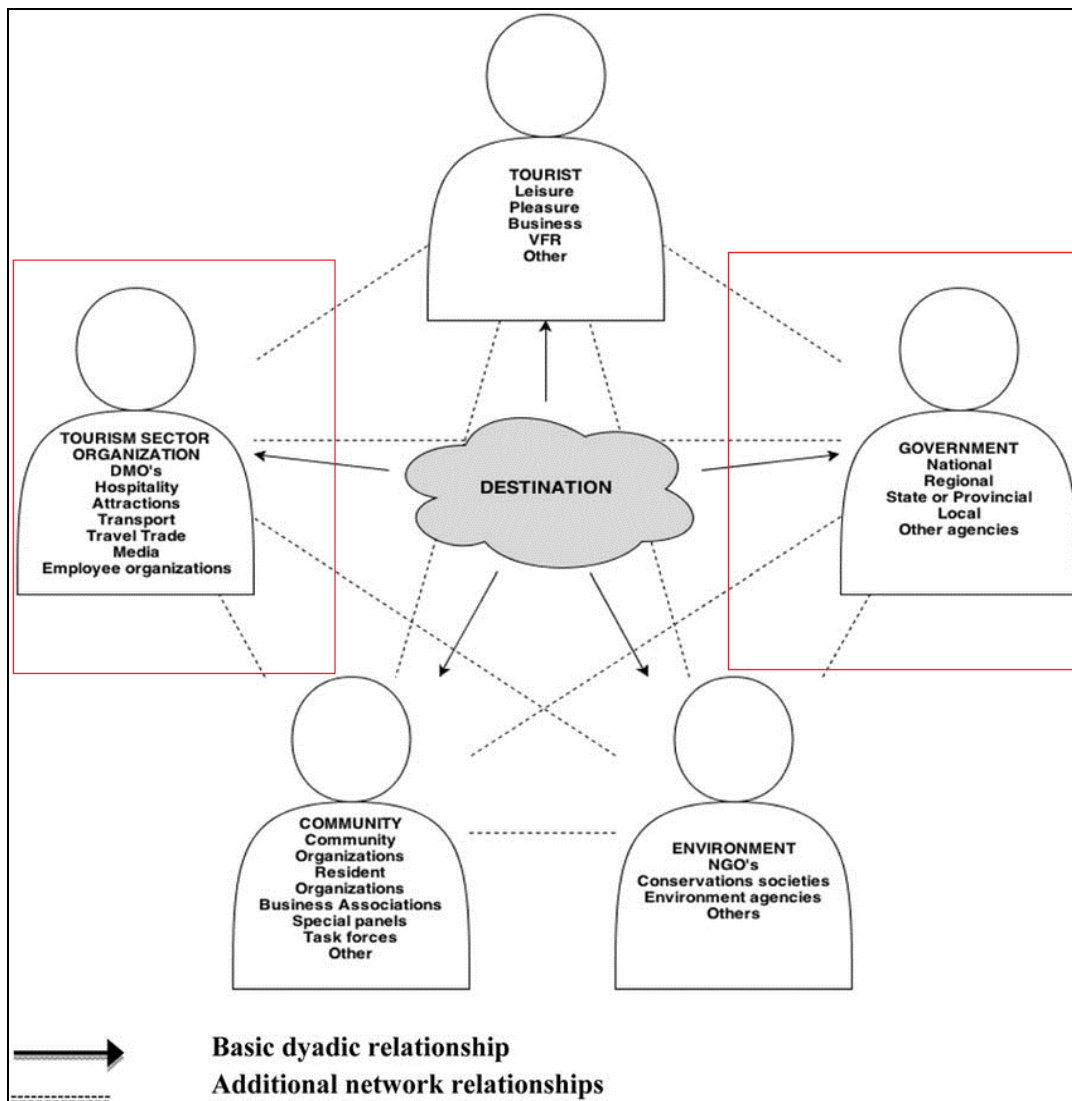 TOURIST
Leisure
Pleasure
Business
VFR
Other
TOURISM SECTOR
ORGANIZATION
DMO's
Hospitality
Attractions
Transport
Travel Trade
Media
Employee organizations
DESTINATION
GOVERNMENT
National
Regional
State or Provincial
Local
Other agencies
COMMUNITY
Community
Organizations
Resident
Organizations
Business Associations
Special panels
Task forces
Other
ENVIRONMENT
NGO's
Conservations societies
Environment agencies
Others
Basic dyadic relationship
Additional network relationships